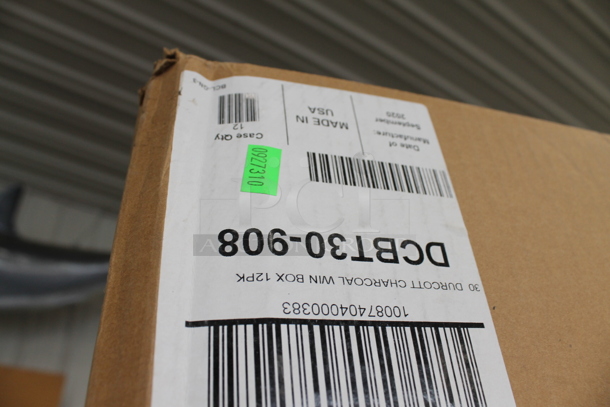 10087404000383
30 DURCOTT CHARCOAL WIN BOX 12PK
DCBT30-908
Date of
Manufacture:
September
2020
MADE IN
USA
Case Qty
12
0927310
PCI